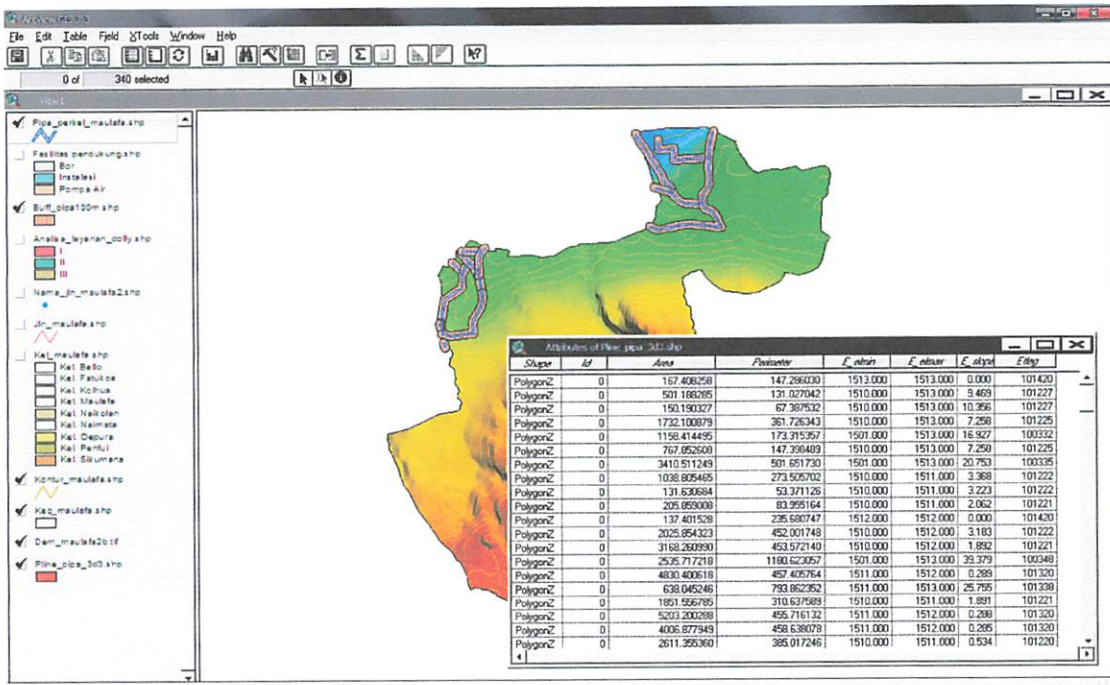 ArcView GIS 3.3
File Edit Table Field XTools Window Help
0 of 340 selected
View1
Pipa_perkel_maulafa.shp
Fasilitas pendukung.shp
Bor
Instalesi
Pompa Air
Buff_pipa100m.shp
Analisa_layanan_dolly.shp
I
II
III
Nama_jln_maulafa2.shp
Jln_maulafa.shp
Kel_maulafa.shp
Kel. Bello
Kel. Fatukoa
Kel. Kolhua
Kel. Maulafa
Kel. Naikolan
Kel. Naimata
Kel. Oepura
Kel. Penfui
Kel. Sikumana
Kontur_maulafa.shp
Kec_maulafa.shp
Dem_maulafa2b.tif
Pline_pipa_3d3.shp
Attributes of Pline_pipa_3d3.shp
Shape Id Area Perimeter E_elmin E_elmax E_slope Etleg
PolygonZ 0 167.408258 147.286030 1513.000 1513.000 0.000 101420
PolygonZ 0 501.188285 131.027042 1510.000 1513.000 9.469 101227
PolygonZ 0 150.190327 67.387532 1510.000 1513.000 10.356 101227
PolygonZ 0 1732.100879 361.726343 1510.000 1513.000 7.258 101225
PolygonZ 0 1158.414495 173.315357 1501.000 1513.000 16.927 100332
PolygonZ 0 767.852608 147.398489 1510.000 1513.000 7.258 101225
PolygonZ 0 3410.511249 501.651730 1501.000 1513.000 20.753 100335
PolygonZ 0 1038.805465 273.505702 1510.000 1511.000 3.368 101222
PolygonZ 0 131.630684 53.371126 1510.000 1511.000 3.223 101222
PolygonZ 0 205.859008 83.955164 1510.000 1511.000 2.062 101221
PolygonZ 0 137.401528 235.680747 1512.000 1512.000 0.000 101420
PolygonZ 0 2025.854323 452.001748 1510.000 1512.000 3.183 101222
PolygonZ 0 3168.260990 453.572140 1510.000 1512.000 1.892 101221
PolygonZ 0 2535.717218 1180.623057 1501.000 1513.000 39.379 100348
PolygonZ 0 4830.400618 457.405764 1511.000 1512.000 0.289 101320
PolygonZ 0 638.045246 793.862352 1511.000 1513.000 25.755 101338
PolygonZ 0 1851.556785 310.637589 1510.000 1511.000 1.891 101221
PolygonZ 0 5203.200288 455.716132 1511.000 1512.000 0.288 101320
PolygonZ 0 4006.877949 458.638078 1511.000 1512.000 0.285 101320
PolygonZ 0 2611.355360 385.017246 1510.000 1511.000 0.534 101220